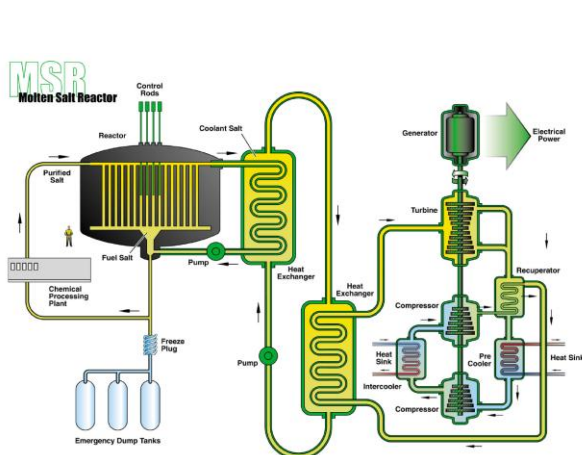 MSR
Molten Salt Reactor
Control
Rods
Reactor
Coolant Salt
Purified
Salt
Fuel Salt
Pump
Heat
Exchanger
Chemical
Processing
Plant
Freeze
Plug
Emergency Dump Tanks
Pump
Heat
Exchanger
Generator
Electrical
Power
Turbine
Recuperator
Compressor
Heat
Sink
Intercooler
Pre
Cooler
Heat Sink
Compressor